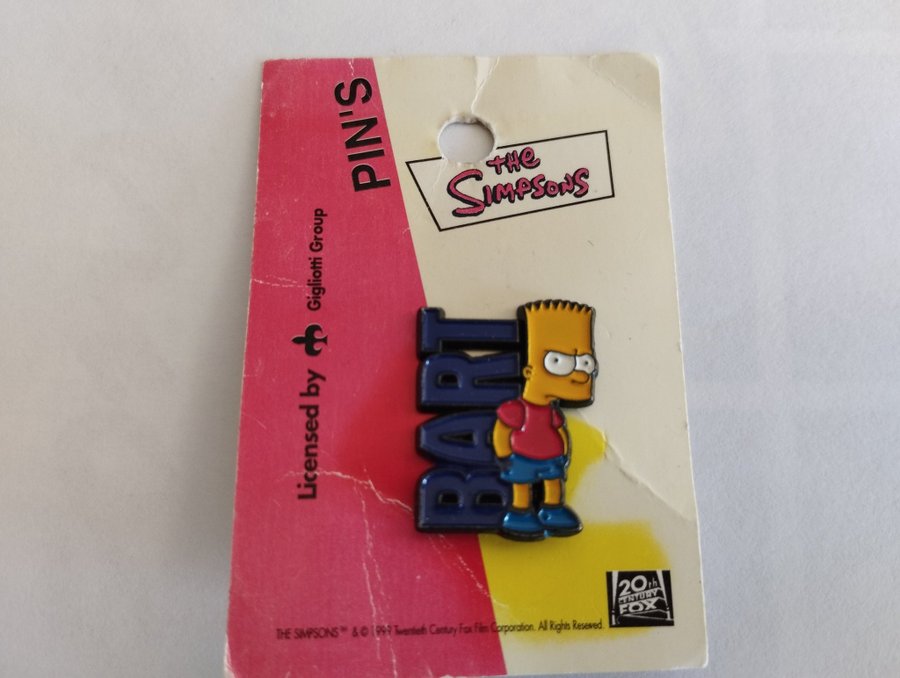 PIN'S
THE
SIMPSONS
Licensed by Gigliotti Group
BART
20th
CENTURY
FOX
THE SIMPSONS™ & © 1999 Twentieth Century Fox Film Corporation. All Rights Reseved.